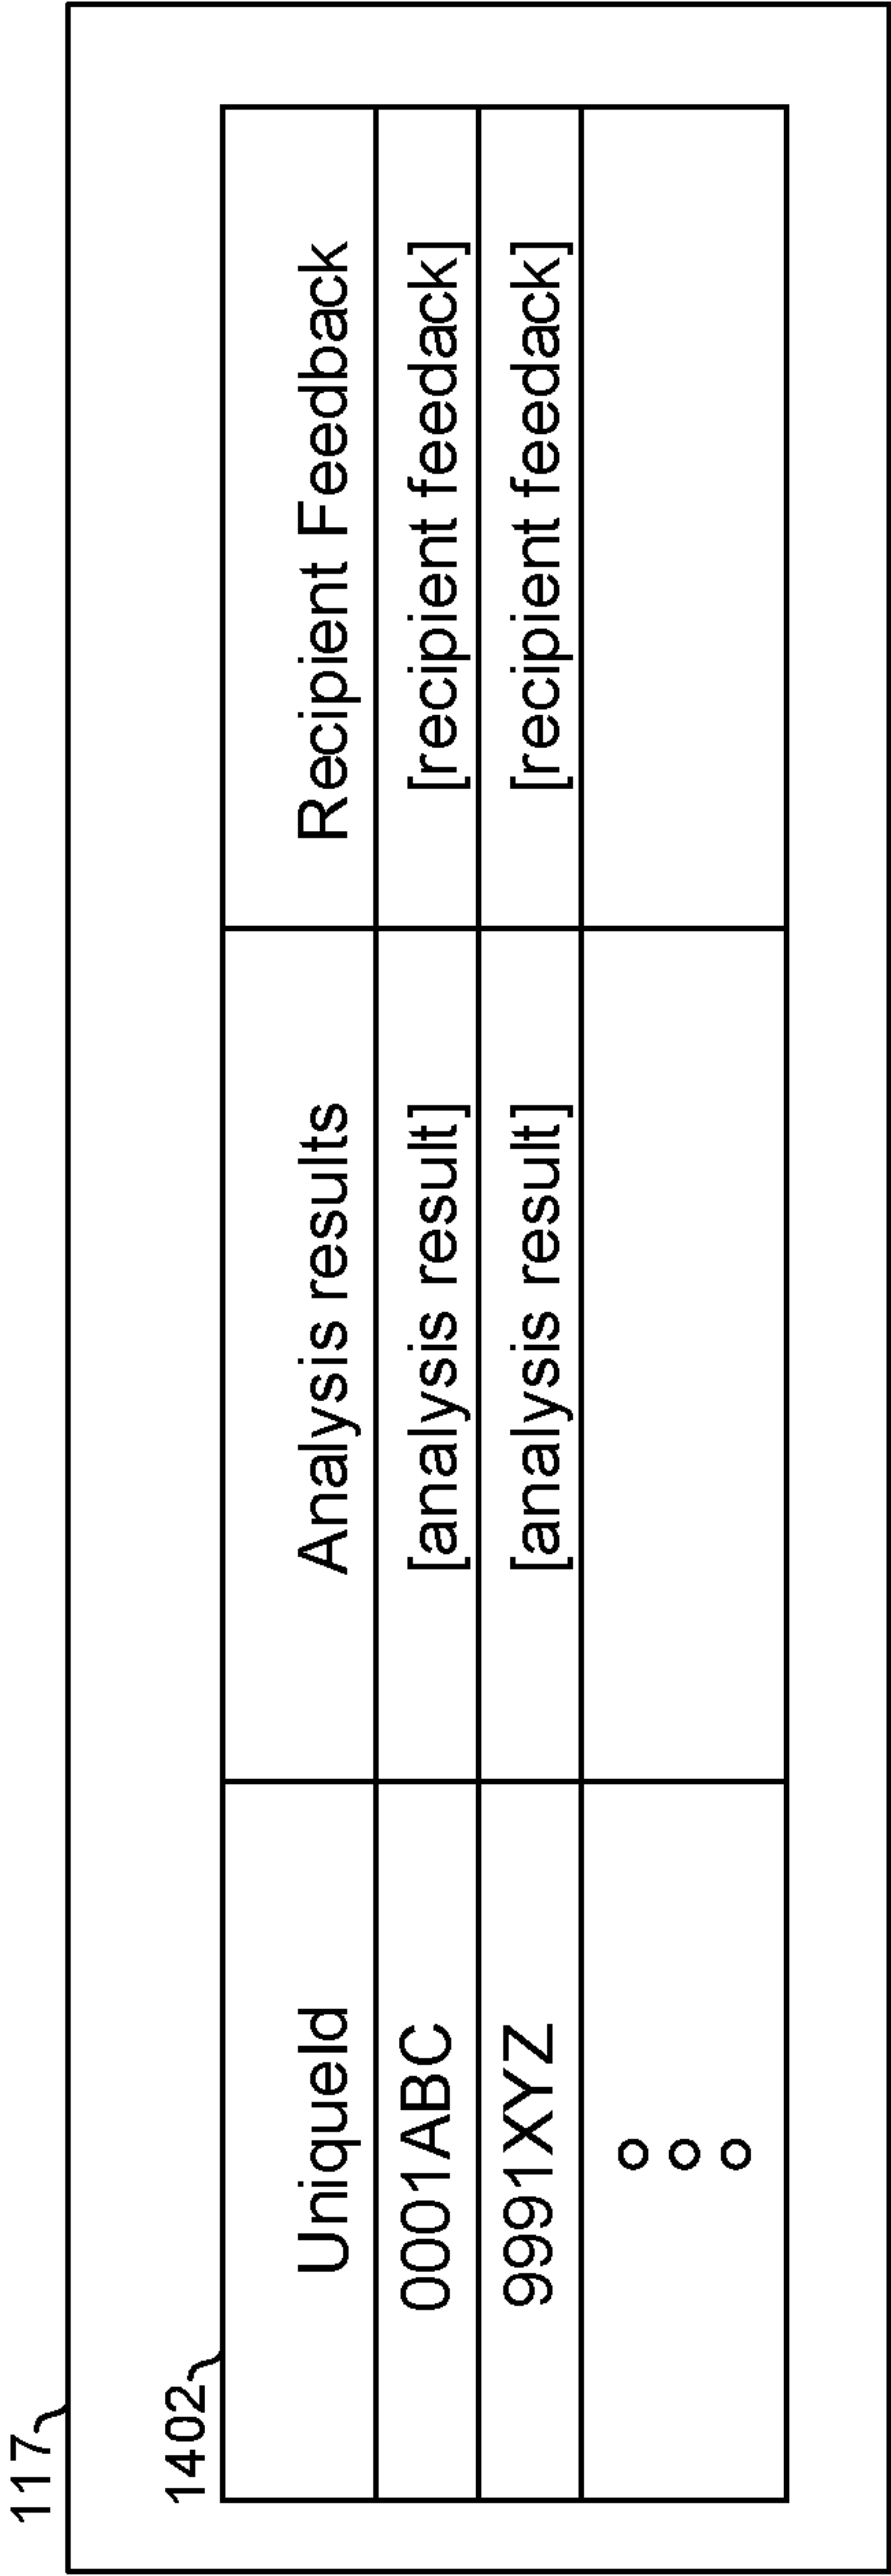 117
1402
UniqueId Analysis results Recipient Feedback
0001ABC [analysis result] [recipient feedack]
9991XYZ [analysis result] [recipient feedack]